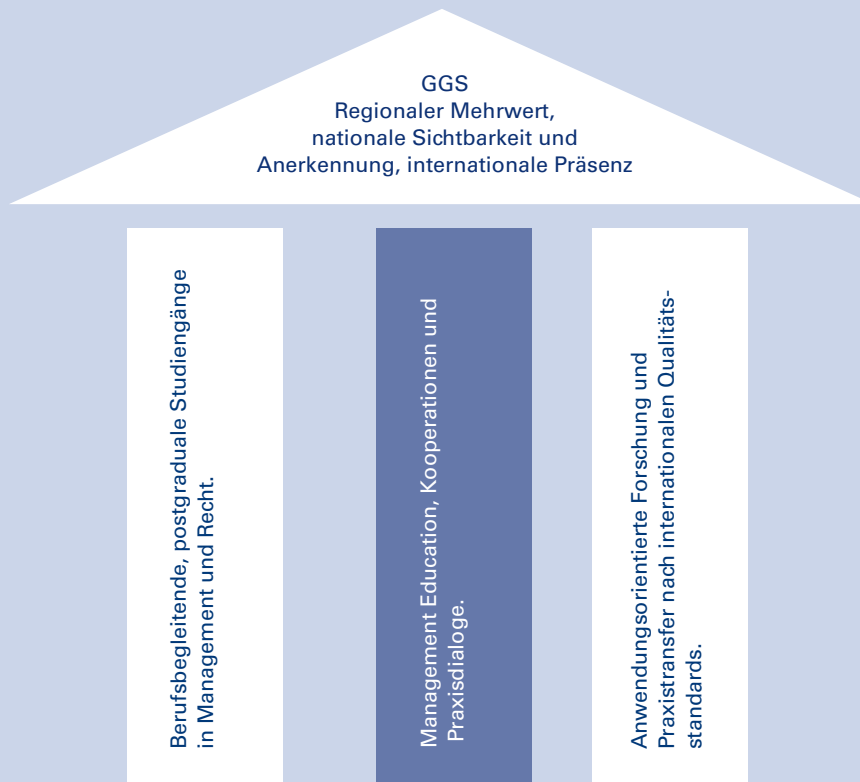 GGS
Regionaler Mehrwert,
nationale Sichtbarkeit und
Anerkennung, internationale Präsenz
Berufsbegleitende, postgraduale Studiengänge
in Management und Recht.
Management Education, Kooperationen und
Praxisdialoge.
Anwendungsorientierte Forschung und
Praxistransfer nach internationalen Qualitäts-
standards.